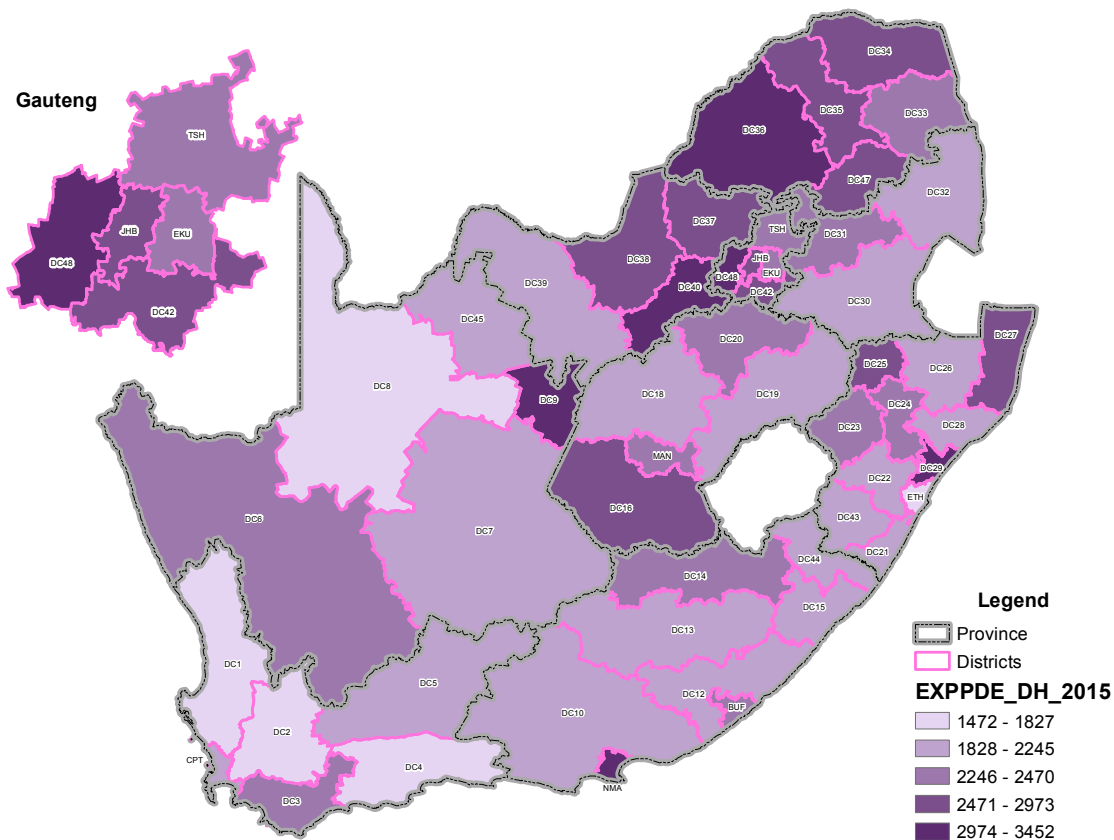 Gauteng
TSH
JHB
EKU
DC48
DC42
DC34
DC35
DC33
DC36
DC47
DC32
DC37
TSH
DC31
DC38
JHB
DC48
EKU
DC40
DC42
DC39
DC30
DC45
DC20
DC27
DC25
DC26
DC8
DC9
DC18
DC19
DC24
DC23
DC28
MAN
DC29
DC22
ETH
DC16
DC43
DC6
DC7
DC21
DC44
DC14
DC15
DC13
DC1
DC5
DC12
BUF
DC10
DC2
CPT
DC4
DC3
NMA
Legend
Province
Districts
EXPPDE_DH_2015
1472 - 1827
1828 - 2245
2246 - 2470
2471 - 2973
2974 - 3452